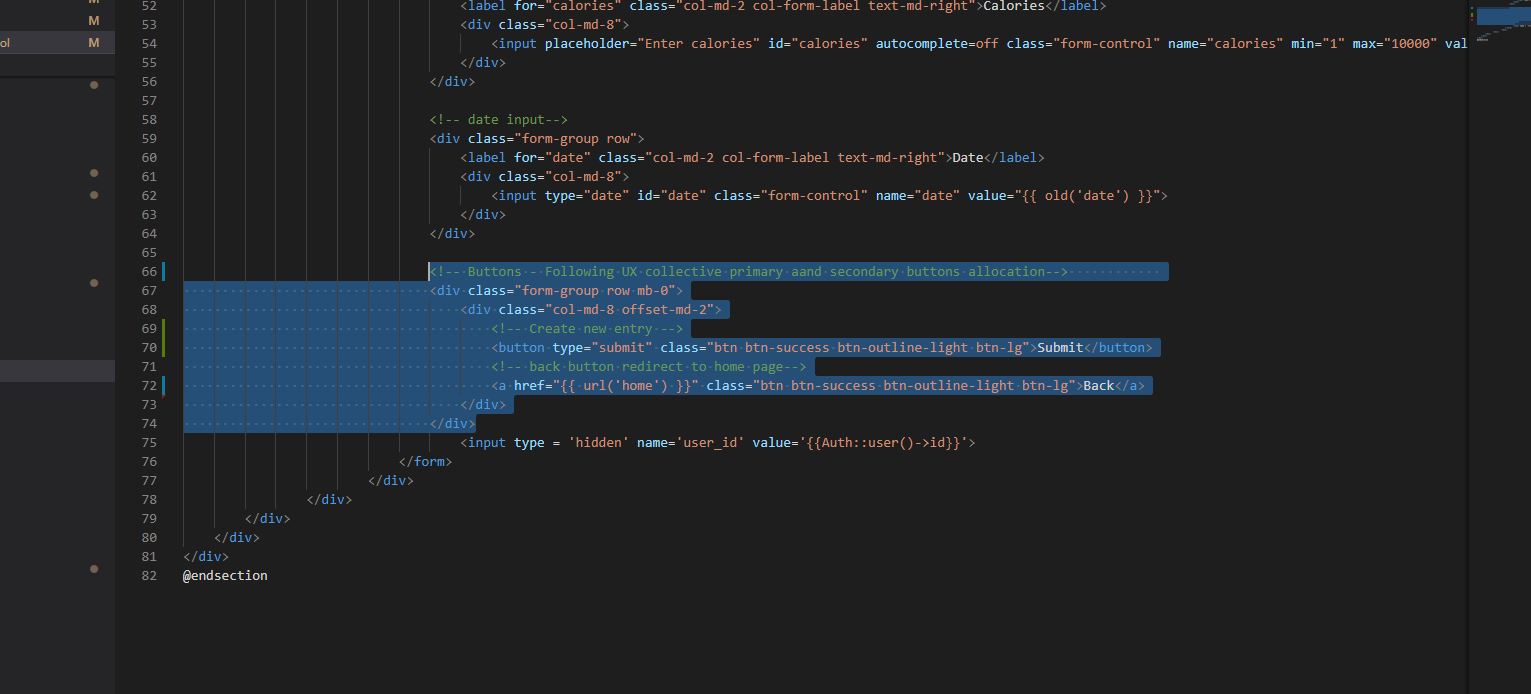 M
M
ol M
52 <label for="calories" class="col-md-2 col-form-label text-md-right">Calories</label>
53 <div class="col-md-8">
54 <input placeholder="Enter calories" id="calories" autocomplete=off class="form-control" name="calories" min="1" max="10000" val
55 </div>
56 </div>
57
58 <!-- date input-->
59 <div class="form-group row">
60 <label for="date" class="col-md-2 col-form-label text-md-right">Date</label>
61 <div class="col-md-8">
62 <input type="date" id="date" class="form-control" name="date" value="{{ old('date') }}">
63 </div>
64 </div>
65
66 <!-- Buttons - Following UX collective primary aand secondary buttons allocation-->
67 <div class="form-group row mb-0">
68 <div class="col-md-8 offset-md-2">
69 <!-- Create new entry -->
70 <button type="submit" class="btn btn-success btn-outline-light btn-lg">Submit</button>
71 <!-- back button redirect to home page-->
72 <a href="{{ url('home') }}" class="btn btn-success btn-outline-light btn-lg">Back</a>
73 </div>
74 </div>
75 <input type = 'hidden' name='user_id' value='{{Auth::user()->id}}'>
76 </form>
77 </div>
78 </div>
79 </div>
80 </div>
81 </div>
82 @endsection